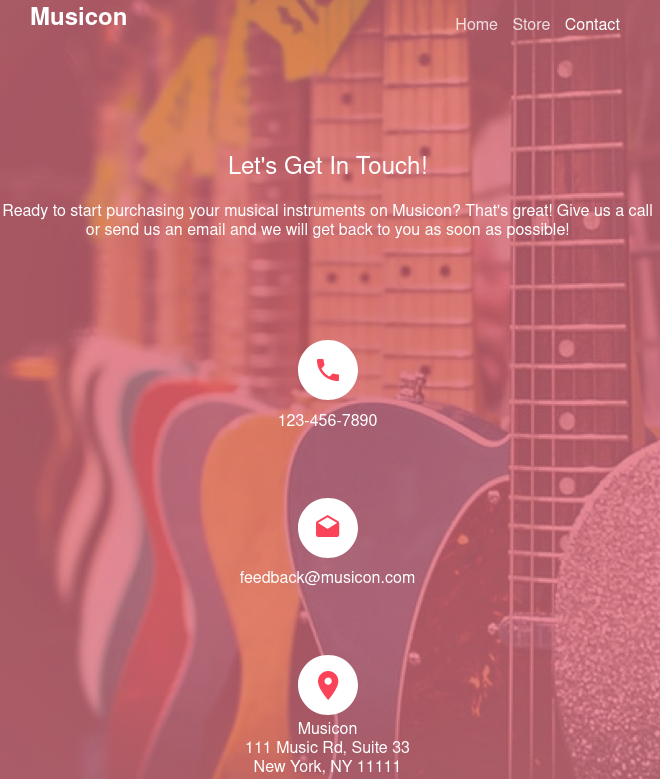 Musicon
Home Store Contact
Let's Get In Touch!
Ready to start purchasing your musical instruments on Musicon? That's great! Give us a call
or send us an email and we will get back to you as soon as possible!
123-456-7890
feedback@musicon.com
Musicon
111 Music Rd, Suite 33
New York, NY 11111